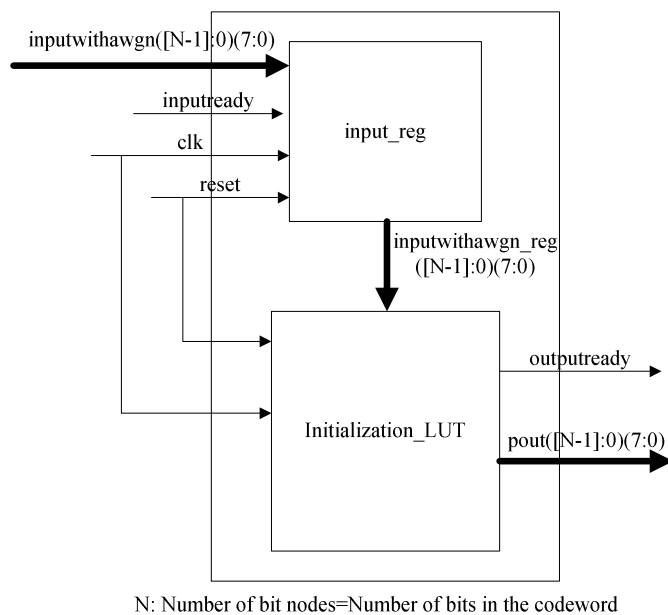 inputwithawgn([N-1]:0)(7:0)
inputready
clk
reset
input_reg
inputwithawgn_reg
([N-1]:0)(7:0)
Initialization_LUT
outputready
pout([N-1]:0)(7:0)
N: Number of bit nodes=Number of bits in the codeword